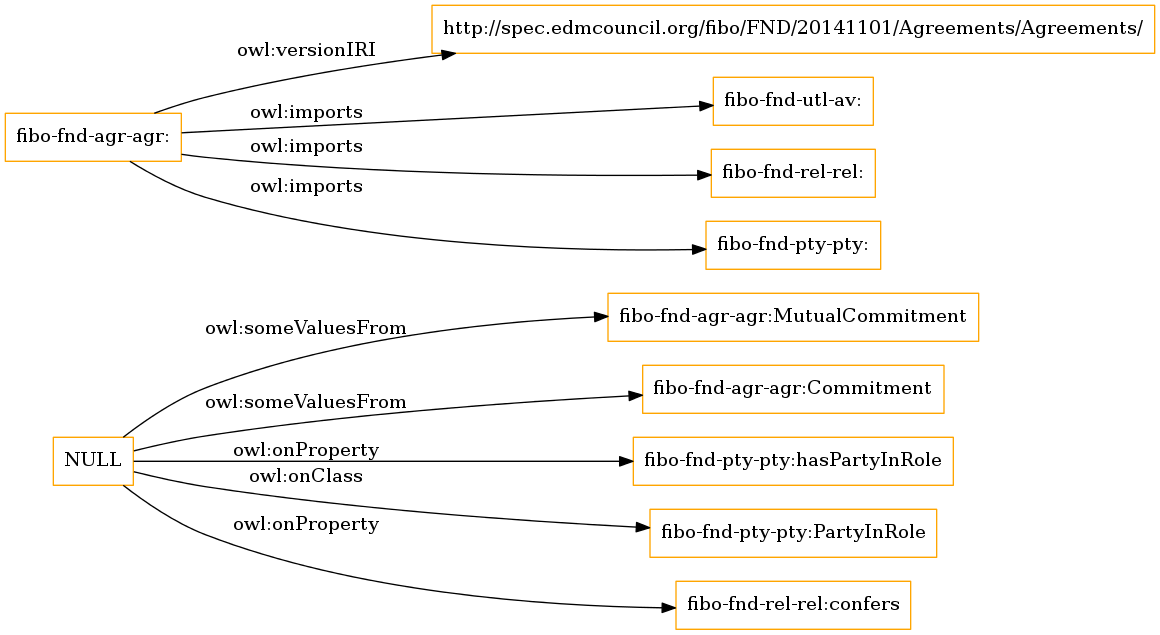 http://spec.edmcouncil.org/fibo/FND/20141101/Agreements/Agreements/
owl:versionIRI
fibo-fnd-utl-av:
owl:imports
fibo-fnd-agr-agr:
owl:imports
fibo-fnd-rel-rel:
owl:imports
fibo-fnd-pty-pty:
fibo-fnd-agr-agr:MutualCommitment
owl:someValuesFrom
fibo-fnd-agr-agr:Commitment
owl:someValuesFrom
owl:onProperty
NULL
fibo-fnd-pty-pty:hasPartyInRole
owl:onClass
fibo-fnd-pty-pty:PartyInRole
owl:onProperty
fibo-fnd-rel-rel:confers